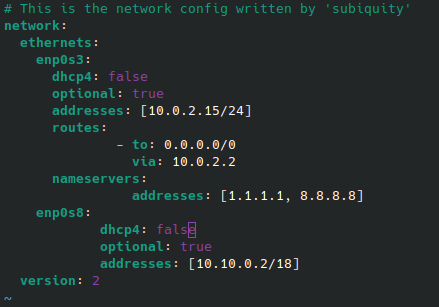 # This is the network config written by 'subiquity'
network:
  ethernets:
    enp0s3:
      dhcp4: false
      optional: true
      addresses: [10.0.2.15/24]
      routes:
              - to: 0.0.0.0/0
                via: 10.0.2.2
      nameservers:
                addresses: [1.1.1.1, 8.8.8.8]
    enp0s8:
            dhcp4: false
            optional: true
            addresses: [10.10.0.2/18]
  version: 2
~